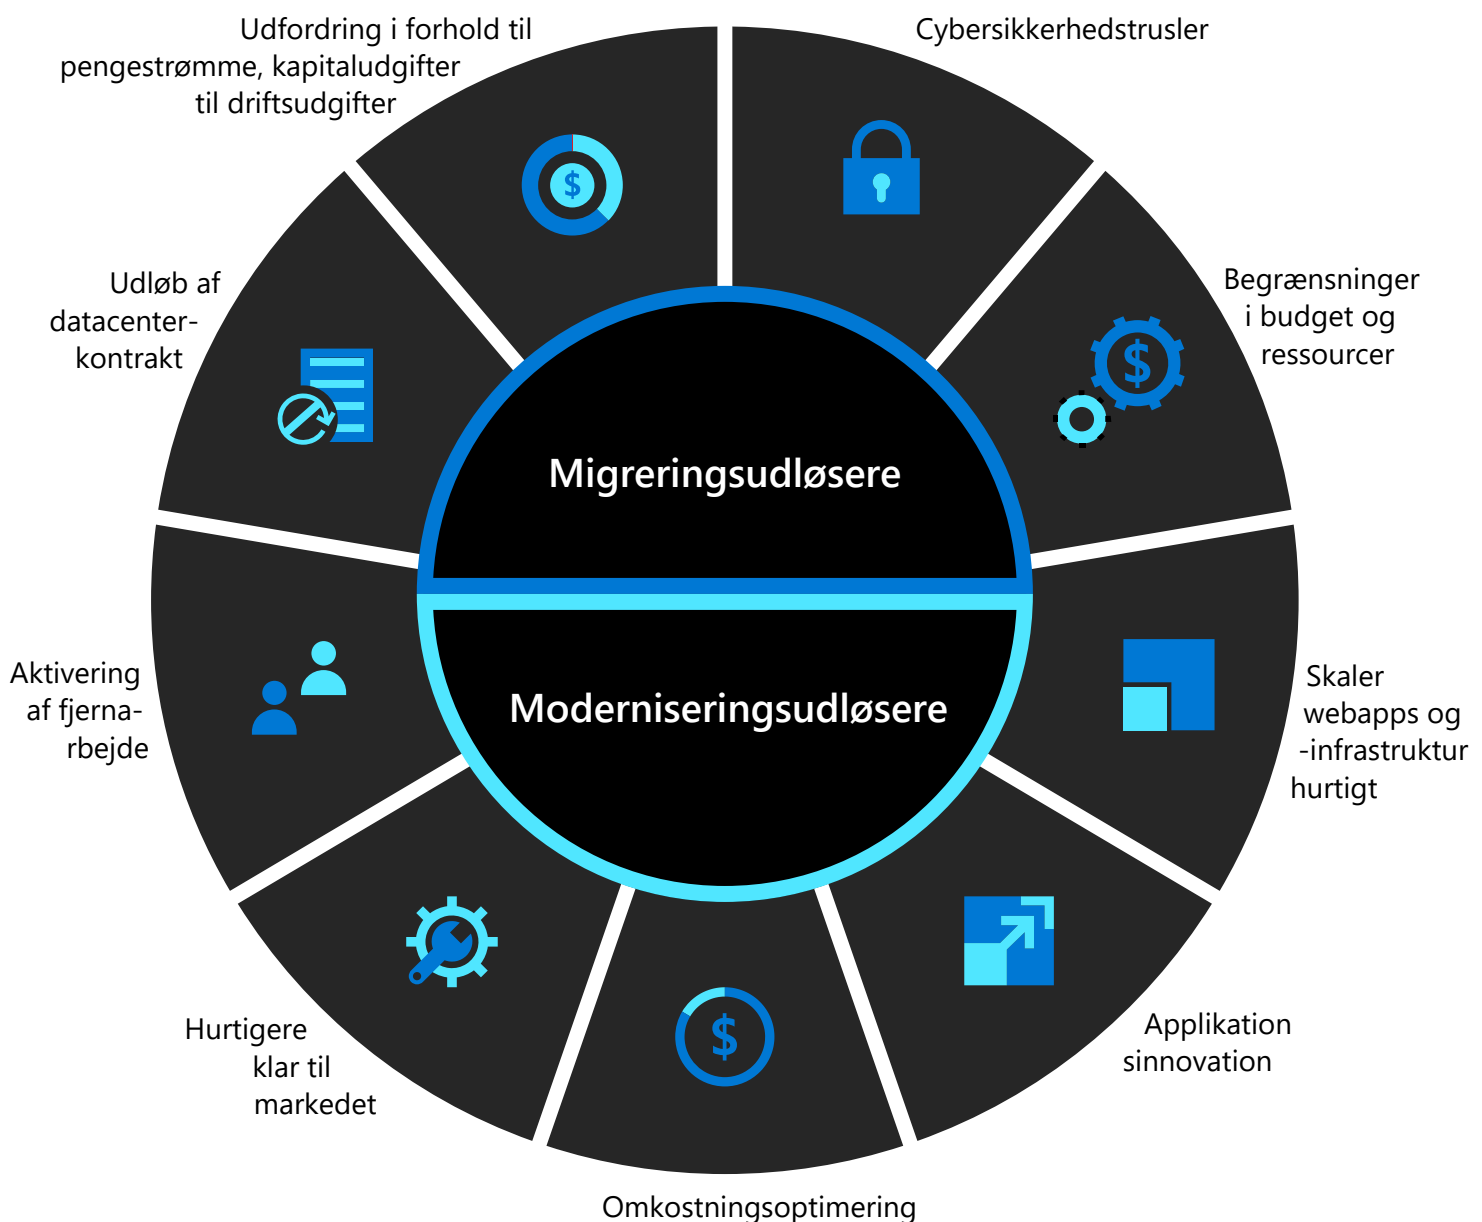 Udfordring i forhold til
pengestrømme, kapitaludgifter
til driftsudgifter
Cybersikkerhedstrusler
$
Udløb af
datacenter-
kontrakt
Begrænsninger
i budget og
ressourcer
$
Migreringsudløsere
Moderniseringsudløsere
Aktivering
af fjerna-
rbejde
Skaler
webapps og
-infrastruktur
hurtigt
Hurtigere
klar til
markedet
$
Applikation
sinnovation
Omkostningsoptimering